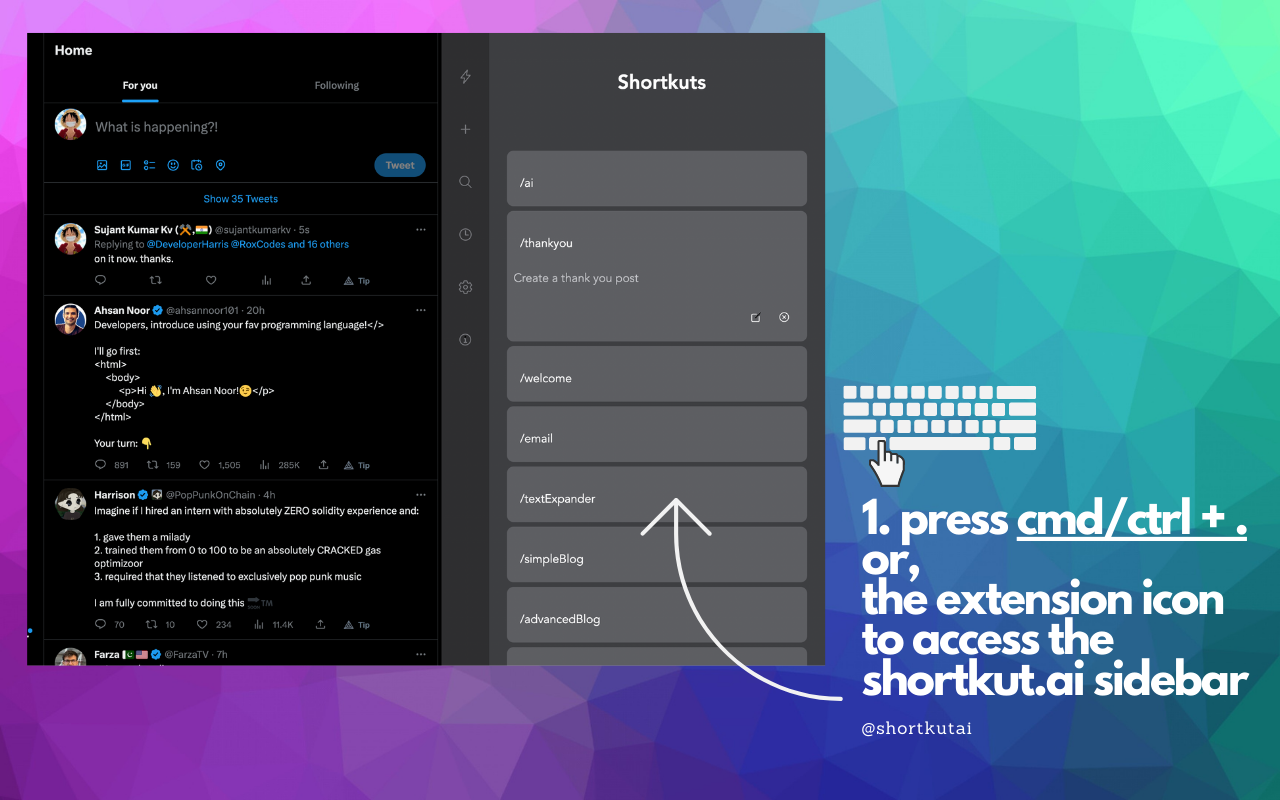 Home
For you
Following
What is happening?!
Tweet
Show 35 Tweets
Sujant Kumar Kv (⚒️,🇮🇳) @sujantkumarkv · 5s
Replying to @DeveloperHarris @RoxCodes and 16 others
on it now. thanks.
Tip
Ahsan Noor @ahsannoor101 · 20h
Developers, introduce using your fav programming language!</>
I'll go first:
<html>
<body>
<p>Hi 👋, I'm Ahsan Noor!😉</p>
</body>
</html>
Your turn: 👇
891 159 1,505 285K Tip
Harrison @PopPunkOnChain · 4h
Imagine if I hired an intern with absolutely ZERO solidity experience and:
1. gave them a milady
2. trained them from 0 to 100 to be an absolutely CRACKED gas
optimizoor
3. required that they listened to exclusively pop punk music
I am fully committed to doing this 🔜TM
70 10 234 11.4K Tip
Farza 🇵🇰 🇺🇸 @FarzaTV · 7h
Shortkuts
/ai
/thankyou
Create a thank you post
/welcome
/email
/textExpander
/simpleBlog
/advancedBlog
1. press cmd/ctrl + .
or,
the extension icon
to access the
shortkut.ai sidebar
@shortkutai